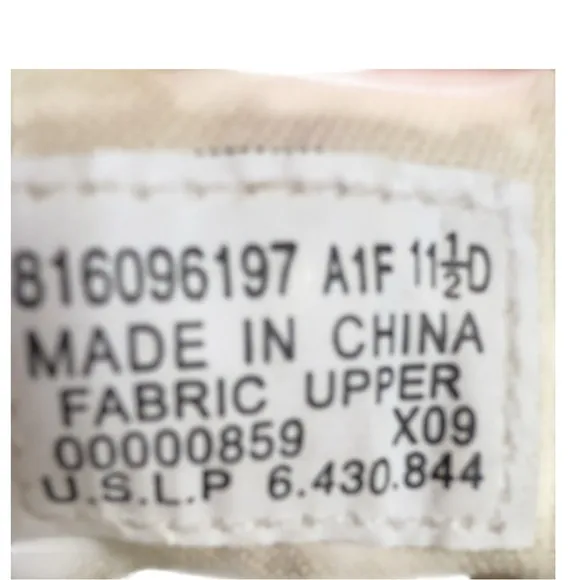 816096197 A1F 11½D
MADE IN CHINA
FABRIC UPPER
00000859 X09
U.S.L.P 6.430.844